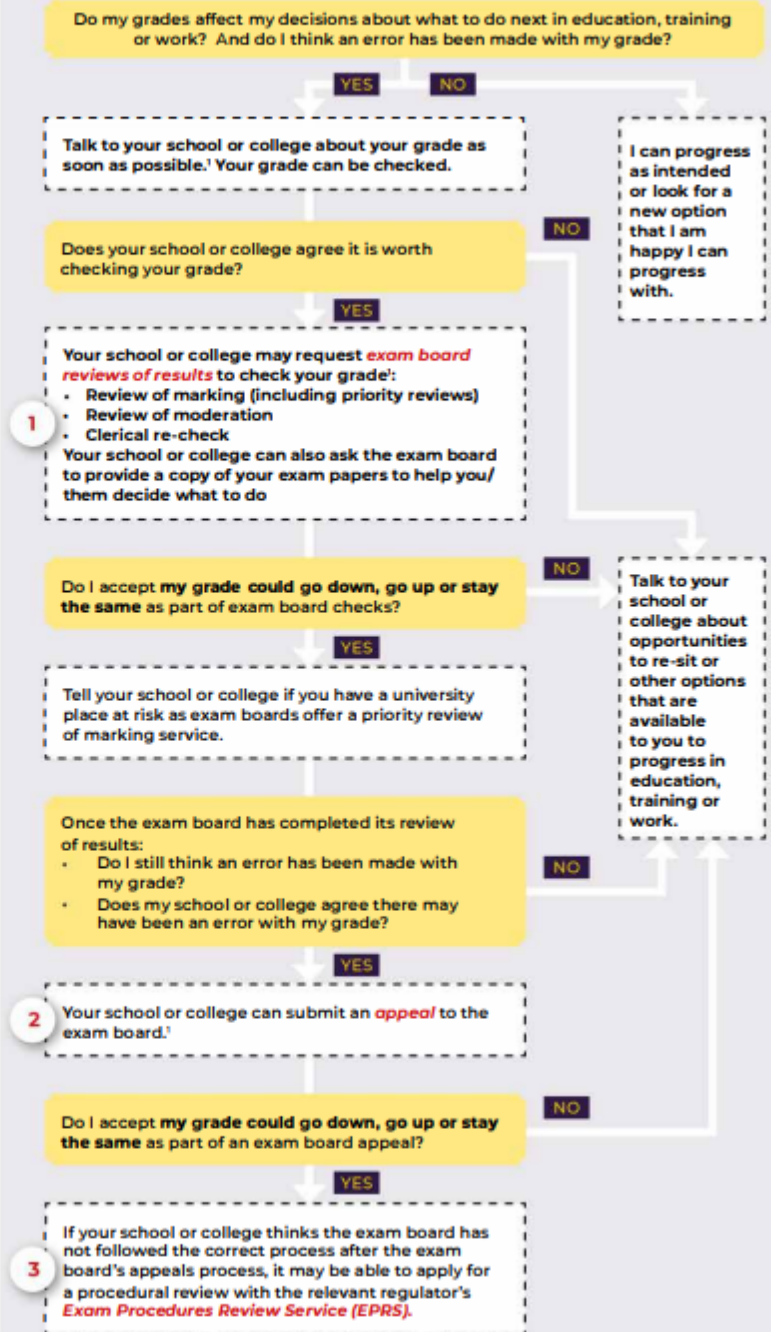 Do my grades affect my decisions about what to do next in education, training
or work? And do I think an error has been made with my grade?
YES
NO
Talk to your school or college about your grade as
soon as possible.¹ Your grade can be checked.
I can progress
as intended
or look for a
new option
that I am
happy I can
progress
with.
NO
Does your school or college agree it is worth
checking your grade?
YES
1
Your school or college may request exam board
reviews of results to check your grade¹:
• Review of marking (including priority reviews)
• Review of moderation
• Clerical re-check
Your school or college can also ask the exam board
to provide a copy of your exam papers to help you/
them decide what to do
NO
Do I accept my grade could go down, go up or stay
the same as part of exam board checks?
YES
Talk to your
school or
college about
opportunities
to re-sit or
other options
that are
available
to you to
progress in
education,
training or
work.
Tell your school or college if you have a university
place at risk as exam boards offer a priority review
of marking service.
Once the exam board has completed its review
of results:
• Do I still think an error has been made with
my grade?
• Does my school or college agree there may
have been an error with my grade?
NO
YES
2
Your school or college can submit an appeal to the
exam board.¹
NO
Do I accept my grade could go down, go up or stay
the same as part of an exam board appeal?
YES
3
If your school or college thinks the exam board has
not followed the correct process after the exam
board's appeals process, it may be able to apply for
a procedural review with the relevant regulator's
Exam Procedures Review Service (EPRS).